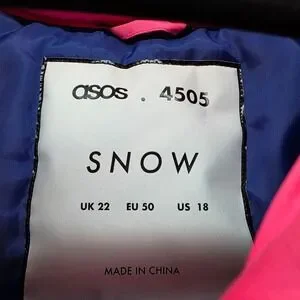 asos . 4505
SNOW
UK 22 EU 50 US 18
MADE IN CHINA